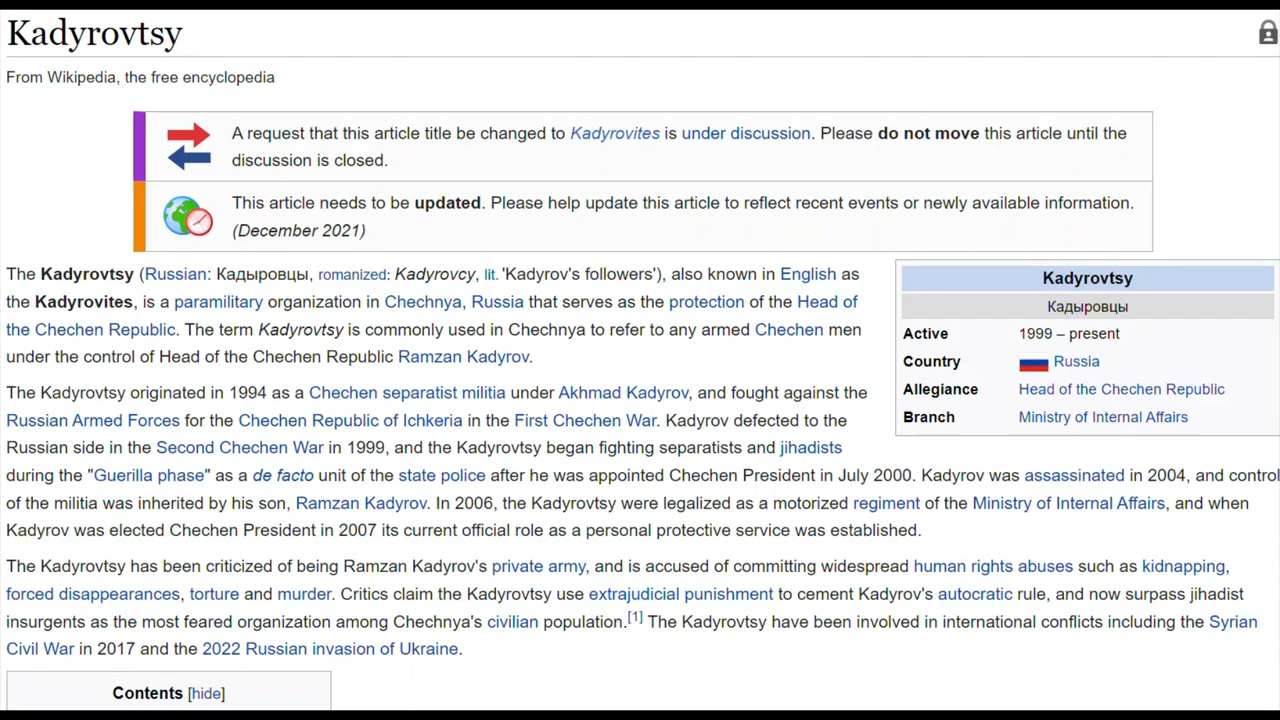 Kadyrovtsy
From Wikipedia, the free encyclopedia
A request that this article title be changed to Kadyrovites is under discussion. Please do not move this article until the
discussion is closed.
This article needs to be updated. Please help update this article to reflect recent events or newly available information.
(December 2021)
The Kadyrovtsy (Russian: Кадыровцы, romanized: Kadyrovcy, lit. 'Kadyrov's followers'), also known in English as
the Kadyrovites, is a paramilitary organization in Chechnya, Russia that serves as the protection of the Head of
the Chechen Republic. The term Kadyrovtsy is commonly used in Chechnya to refer to any armed Chechen men
under the control of Head of the Chechen Republic Ramzan Kadyrov.
Kadyrovtsy
Кадыровцы
Active 1999 – present
Country Russia
Allegiance Head of the Chechen Republic
Branch Ministry of Internal Affairs
The Kadyrovtsy originated in 1994 as a Chechen separatist militia under Akhmad Kadyrov, and fought against the
Russian Armed Forces for the Chechen Republic of Ichkeria in the First Chechen War. Kadyrov defected to the
Russian side in the Second Chechen War in 1999, and the Kadyrovtsy began fighting separatists and jihadists
during the "Guerilla phase" as a de facto unit of the state police after he was appointed Chechen President in July 2000. Kadyrov was assassinated in 2004, and control
of the militia was inherited by his son, Ramzan Kadyrov. In 2006, the Kadyrovtsy were legalized as a motorized regiment of the Ministry of Internal Affairs, and when
Kadyrov was elected Chechen President in 2007 its current official role as a personal protective service was established.
The Kadyrovtsy has been criticized of being Ramzan Kadyrov's private army, and is accused of committing widespread human rights abuses such as kidnapping,
forced disappearances, torture and murder. Critics claim the Kadyrovtsy use extrajudicial punishment to cement Kadyrov's autocratic rule, and now surpass jihadist
insurgents as the most feared organization among Chechnya's civilian population.[1] The Kadyrovtsy have been involved in international conflicts including the Syrian
Civil War in 2017 and the 2022 Russian invasion of Ukraine.
Contents [hide]